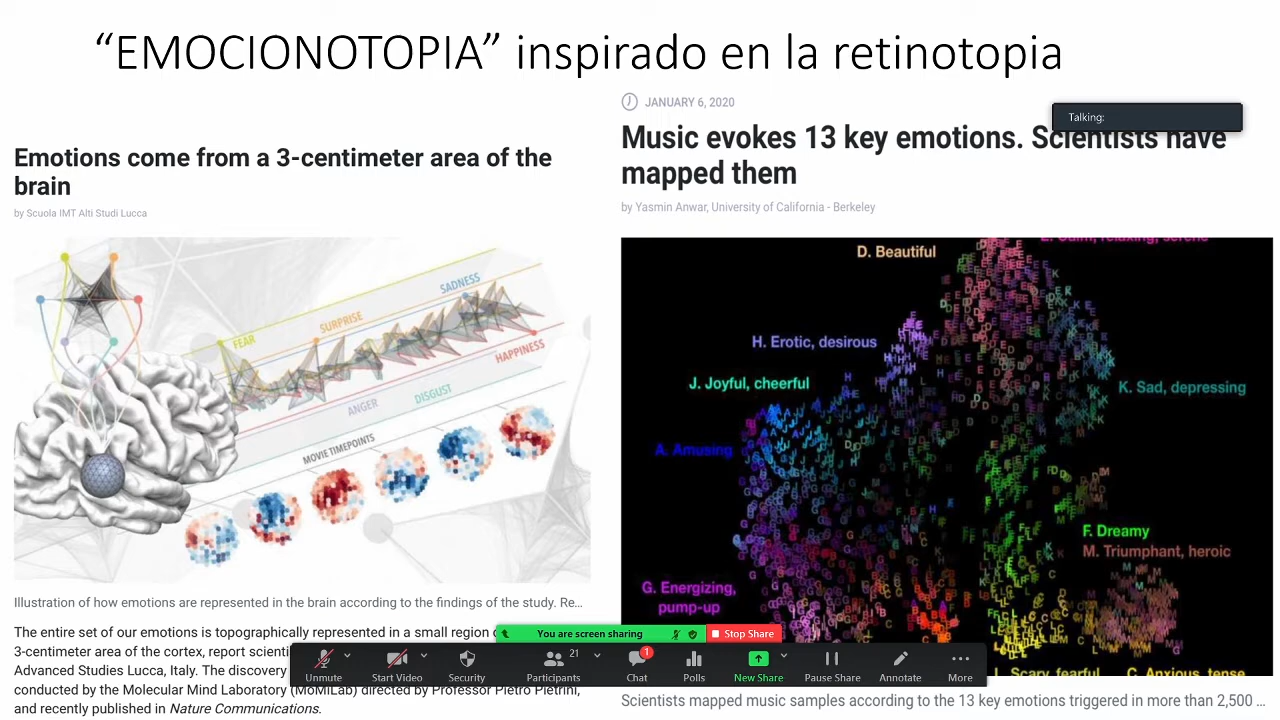 “EMOCIONOTOPIA” inspirado en la retinotopia
Emotions come from a 3-centimeter area of the
brain
by Scuola IMT Alti Studi Lucca
FEAR
SURPRISE
SADNESS
HAPPINESS
ANGER
DISGUST
MOVIE TIMEPOINTS
Illustration of how emotions are represented in the brain according to the findings of the study. Re...
The entire set of our emotions is topographically represented in a small region
3-centimeter area of the cortex, report
Advanced Studies Lucca, Italy. The discovery
conducted by the Molecular Mind Laboratory (MoMiLab) directed by Professor Pietro Pietrini,
and recently published in Nature Communications.
JANUARY 6, 2020
Talking:
Music evokes 13 key emotions. Scientists have
mapped them
by Yasmin Anwar, University of California - Berkeley
D. Beautiful
E. Calm, relaxing, serene
H. Erotic, desirous
J. Joyful, cheerful
K. Sad, depressing
A. Amusing
F. Dreamy
M. Triumphant, heroic
G. Energizing,
pump-up
L. Scary, fearful
C. Anxious, tense
Scientists mapped music samples according to the 13 key emotions triggered in more than 2,500 ...
You are screen sharing
Stop Share
Unmute
Start Video
Security
21
Participants
1
Chat
Polls
New Share
Pause Share
Annotate
More